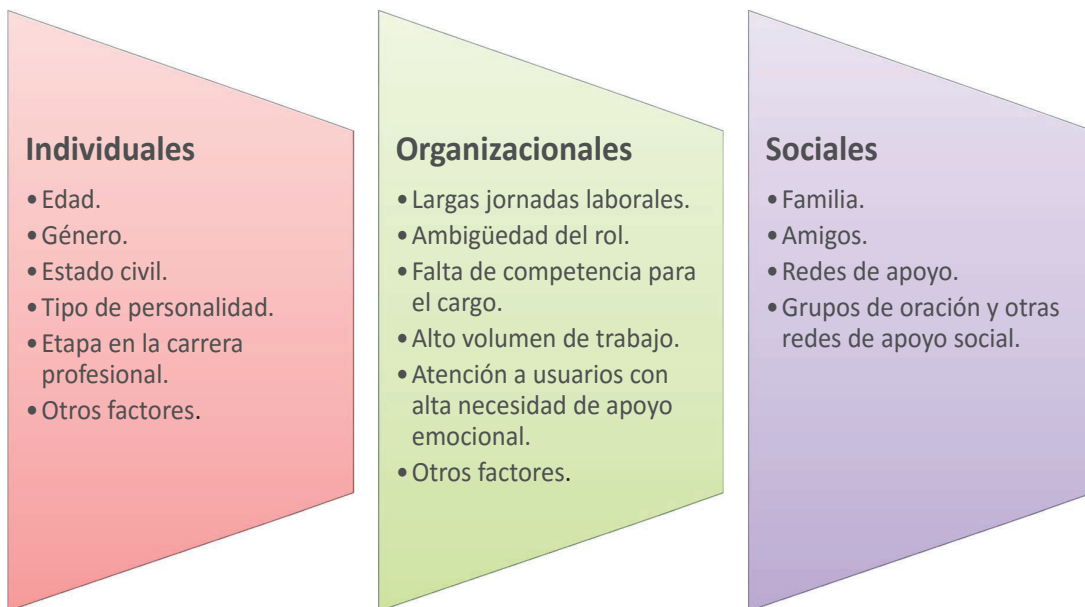 Individuales
• Edad.
• Género.
• Estado civil.
• Tipo de personalidad.
• Etapa en la carrera
profesional.
• Otros factores.
Organizacionales
• Largas jornadas laborales.
• Ambigüedad del rol.
• Falta de competencia para
el cargo.
• Alto volumen de trabajo.
• Atención a usuarios con
alta necesidad de apoyo
emocional.
• Otros factores.
Sociales
• Familia.
• Amigos.
• Redes de apoyo.
• Grupos de oración y otras
redes de apoyo social.